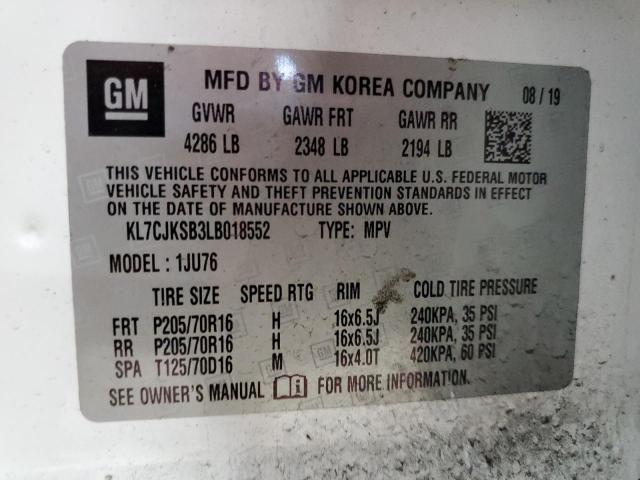 GM
MFD BY GM KOREA COMPANY 08 / 19
GVWR GAWR FRT GAWR RR
4286 LB 2348 LB 2194 LB
THIS VEHICLE CONFORMS TO ALL APPLICABLE U.S. FEDERAL MOTOR
VEHICLE SAFETY AND THEFT PREVENTION STANDARDS IN EFFECT
ON THE DATE OF MANUFACTURE SHOWN ABOVE.
KL7CJKSB3LB018552 TYPE: MPV
MODEL : 1JU76
TIRE SIZE SPEED RTG RIM COLD TIRE PRESSURE
FRT P205/70R16 H 16x6.5J 240KPA, 35 PSI
RR P205/70R16 H 16x6.5J 240KPA, 35 PSI
SPA T125/70D16 M 16x4.0T 420KPA, 60 PSI
SEE OWNER'S MANUAL FOR MORE INFORMATION.